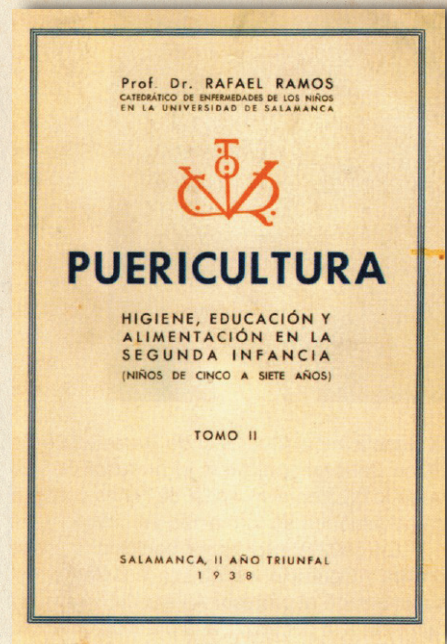 Prof. Dr. RAFAEL RAMOS
CATEDRÁTICO DE ENFERMEDADES DE LOS NIÑOS
EN LA UNIVERSIDAD DE SALAMANCA
PUERICULTURA
HIGIENE, EDUCACIÓN Y
ALIMENTACIÓN EN LA
SEGUNDA INFANCIA
(NIÑOS DE CINCO A SIETE AÑOS)
TOMO II
SALAMANCA, II AÑO TRIUNFAL
1938